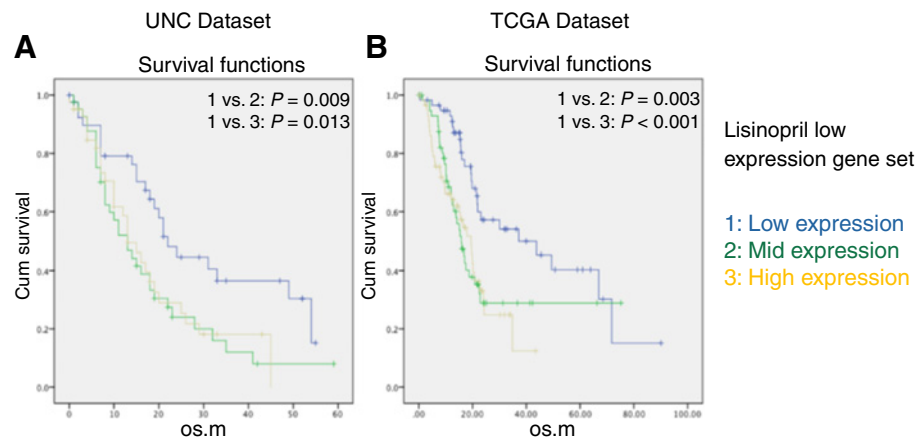 UNC Dataset
A
Survival functions
1 vs. 2: P = 0.009
1 vs. 3: P = 0.013
Cum survival
1.0
0.8
0.6
0.4
0.2
0.0
0 10 20 30 40 50 60
os.m
TCGA Dataset
B
Survival functions
1 vs. 2: P = 0.003
1 vs. 3: P < 0.001
Cum survival
1.0
0.8
0.6
0.4
0.2
0.0
.00 20.00 40.00 60.00 80.00 100.00
os.m
Lisinopril low
expression gene set
1: Low expression
2: Mid expression
3: High expression